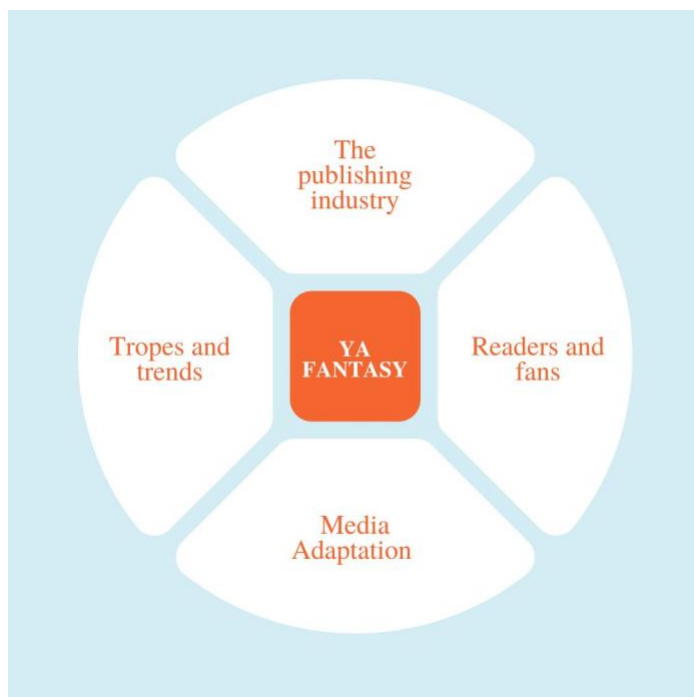 The
publishing
industry
Tropes and
trends
YA
FANTASY
Readers and
fans
Media
Adaptation